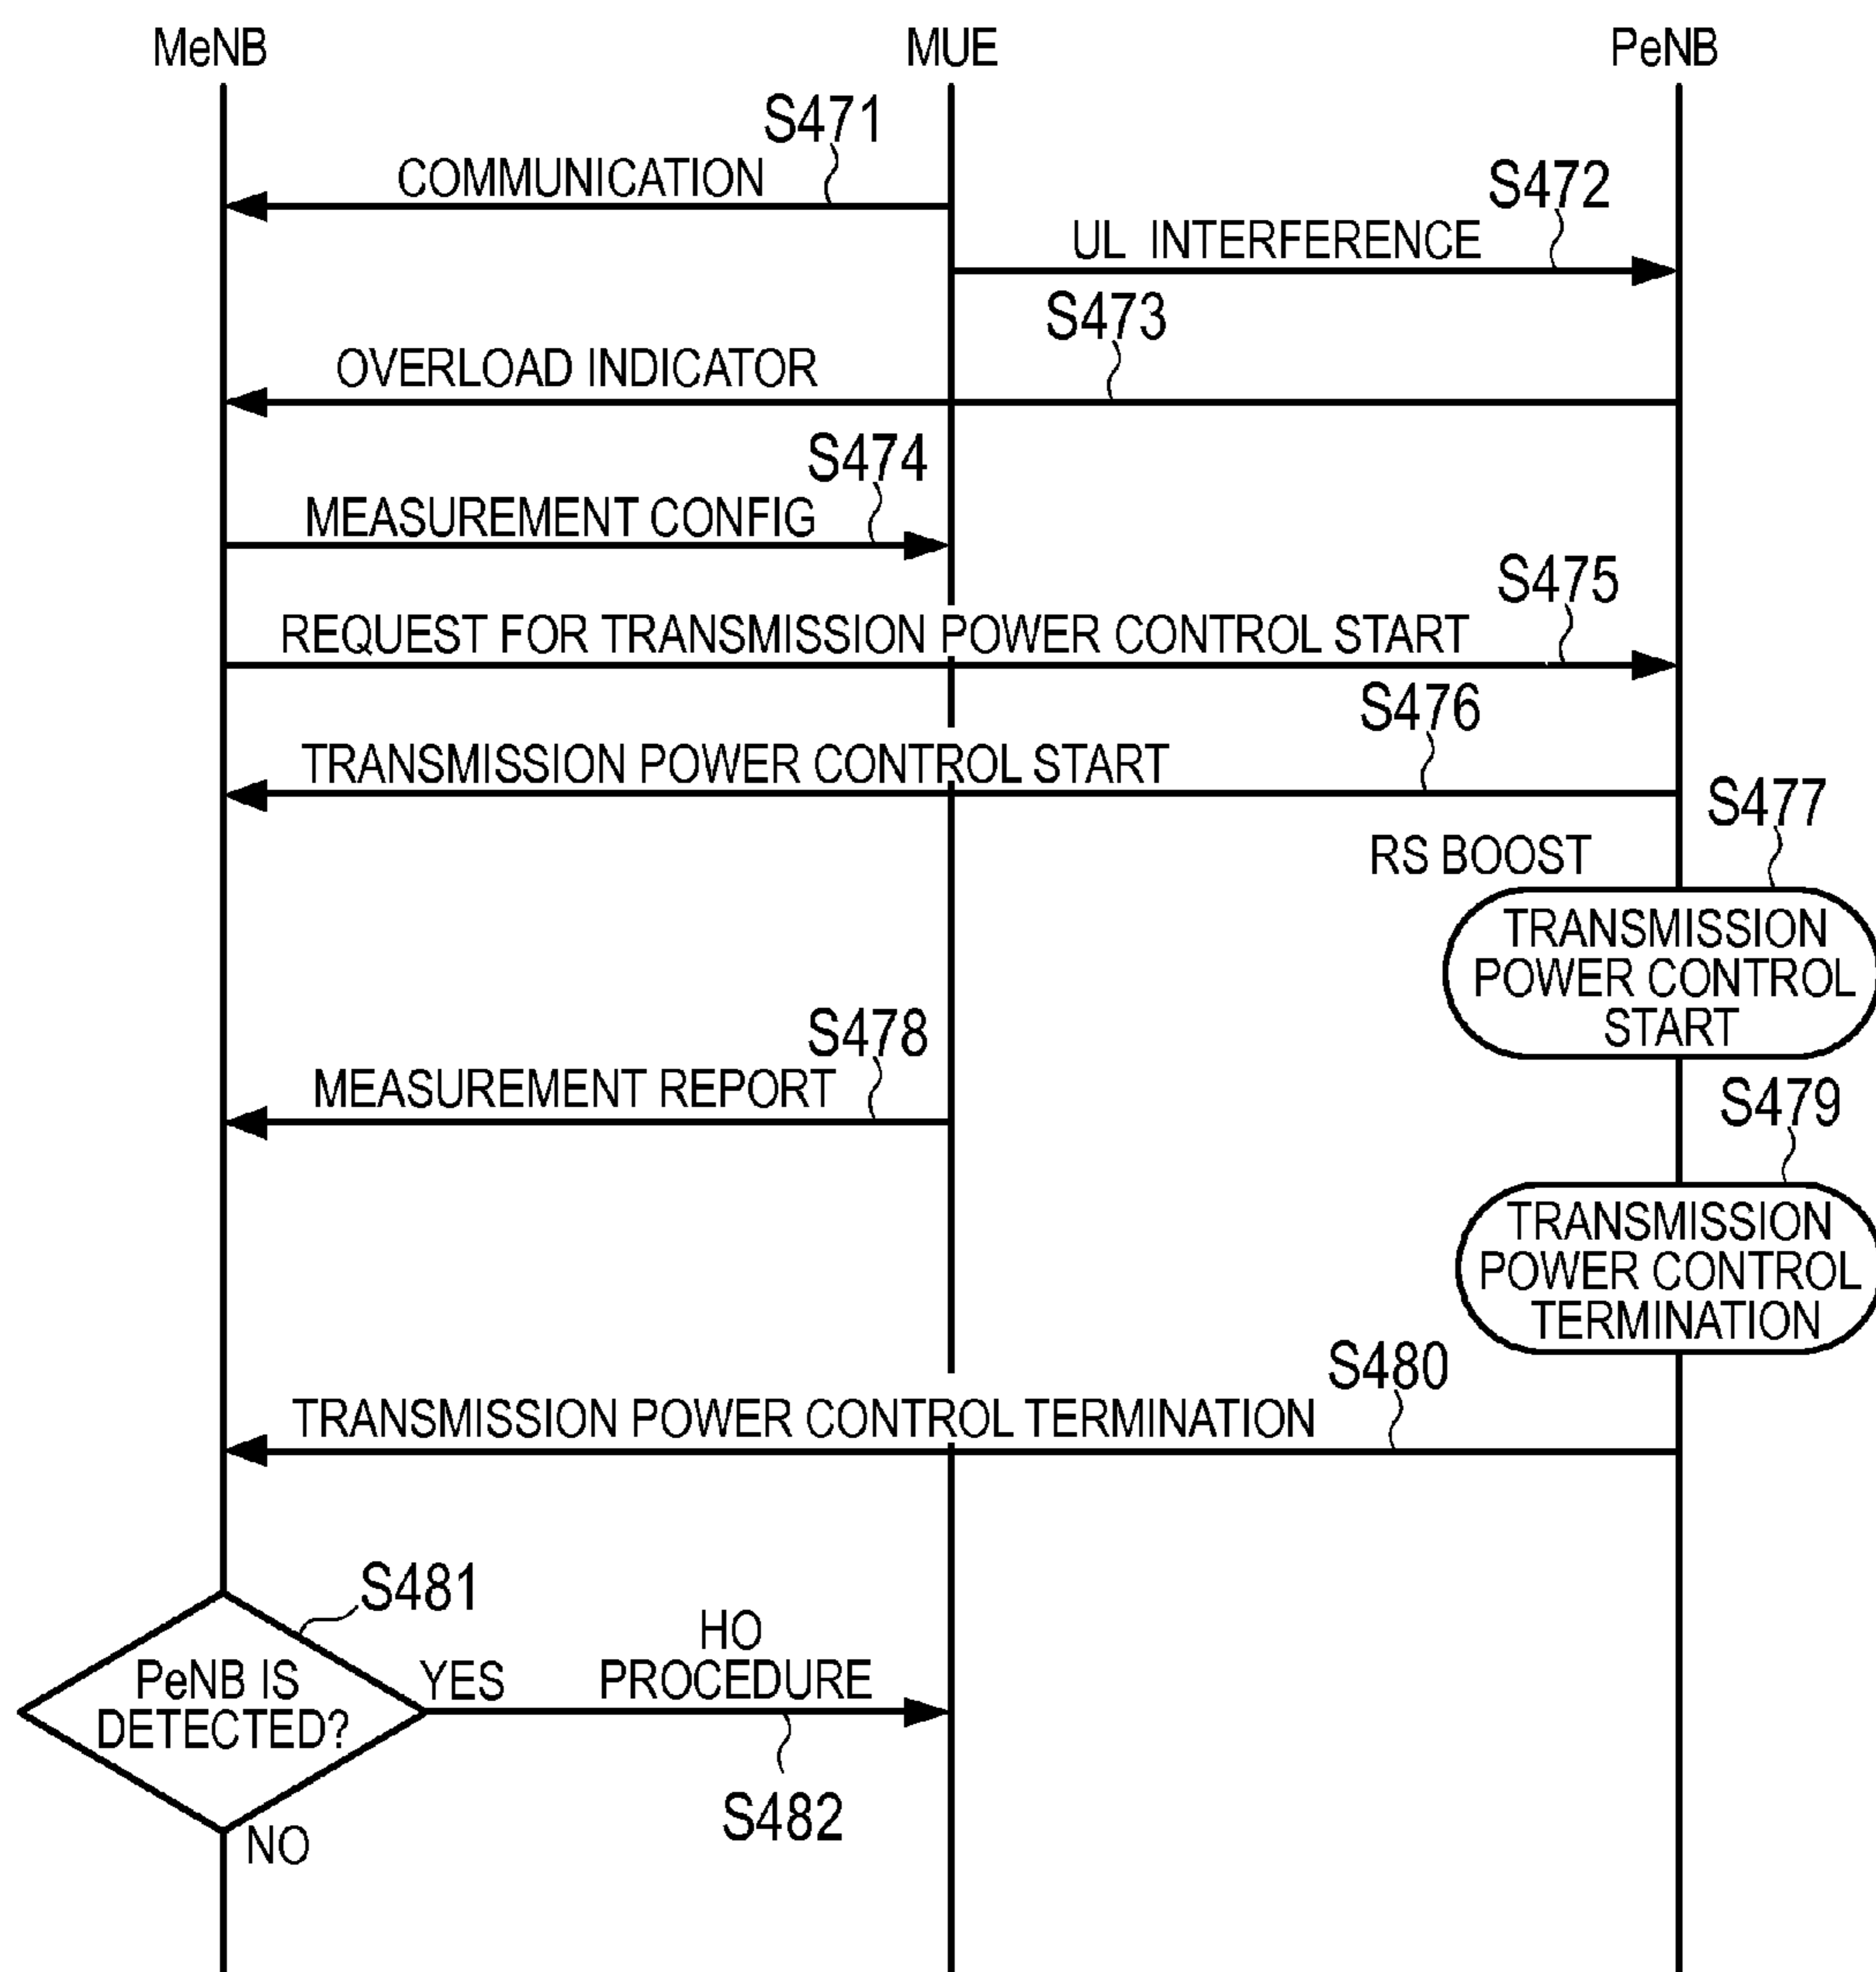 MeNB
MUE
PeNB
S471
COMMUNICATION
S472
UL INTERFERENCE
S473
OVERLOAD INDICATOR
S474
MEASUREMENT CONFIG
S475
REQUEST FOR TRANSMISSION POWER CONTROL START
S476
TRANSMISSION POWER CONTROL START
S477
RS BOOST
TRANSMISSION
POWER CONTROL
START
S478
MEASUREMENT REPORT
S479
TRANSMISSION
POWER CONTROL
TERMINATION
S480
TRANSMISSION POWER CONTROL TERMINATION
S481
PeNB IS
DETECTED?
YES
HO
PROCEDURE
S482
NO